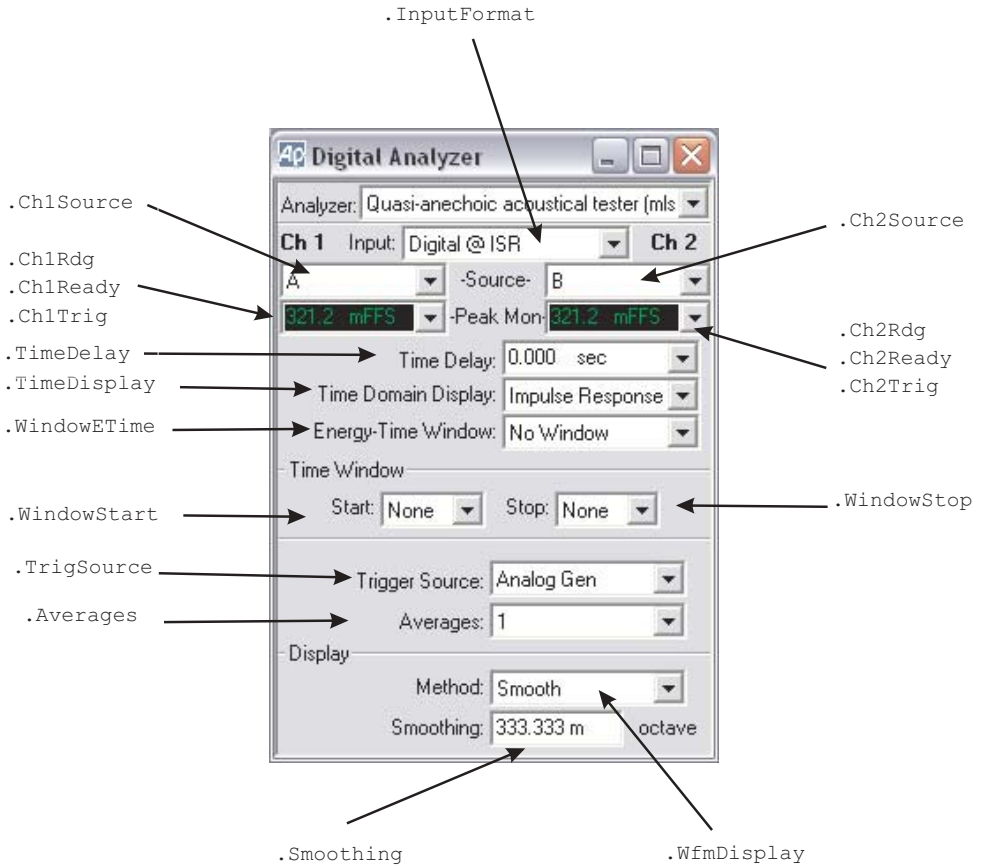 .InputFormat
Ap Digital Analyzer
Analyzer: Quasi-anechoic acoustical tester (mls
.Ch1Source
.Ch2Source
Ch 1 Input: Digital @ ISR Ch 2
A -Source- B
.Ch1Rdg
.Ch1Ready
.Ch1Trig
321.2 mFFS -Peak Mon- 321.2 mFFS
.Ch2Rdg
.Ch2Ready
.Ch2Trig
.TimeDelay
Time Delay: 0.000 sec
.TimeDisplay
Time Domain Display: Impulse Response
.WindowETime
Energy-Time Window: No Window
Time Window
.WindowStart
Start: None Stop: None
.WindowStop
.TrigSource
Trigger Source: Analog Gen
.Averages
Averages: 1
Display
Method: Smooth
Smoothing: 333.333 m octave
.Smoothing
.WfmDisplay